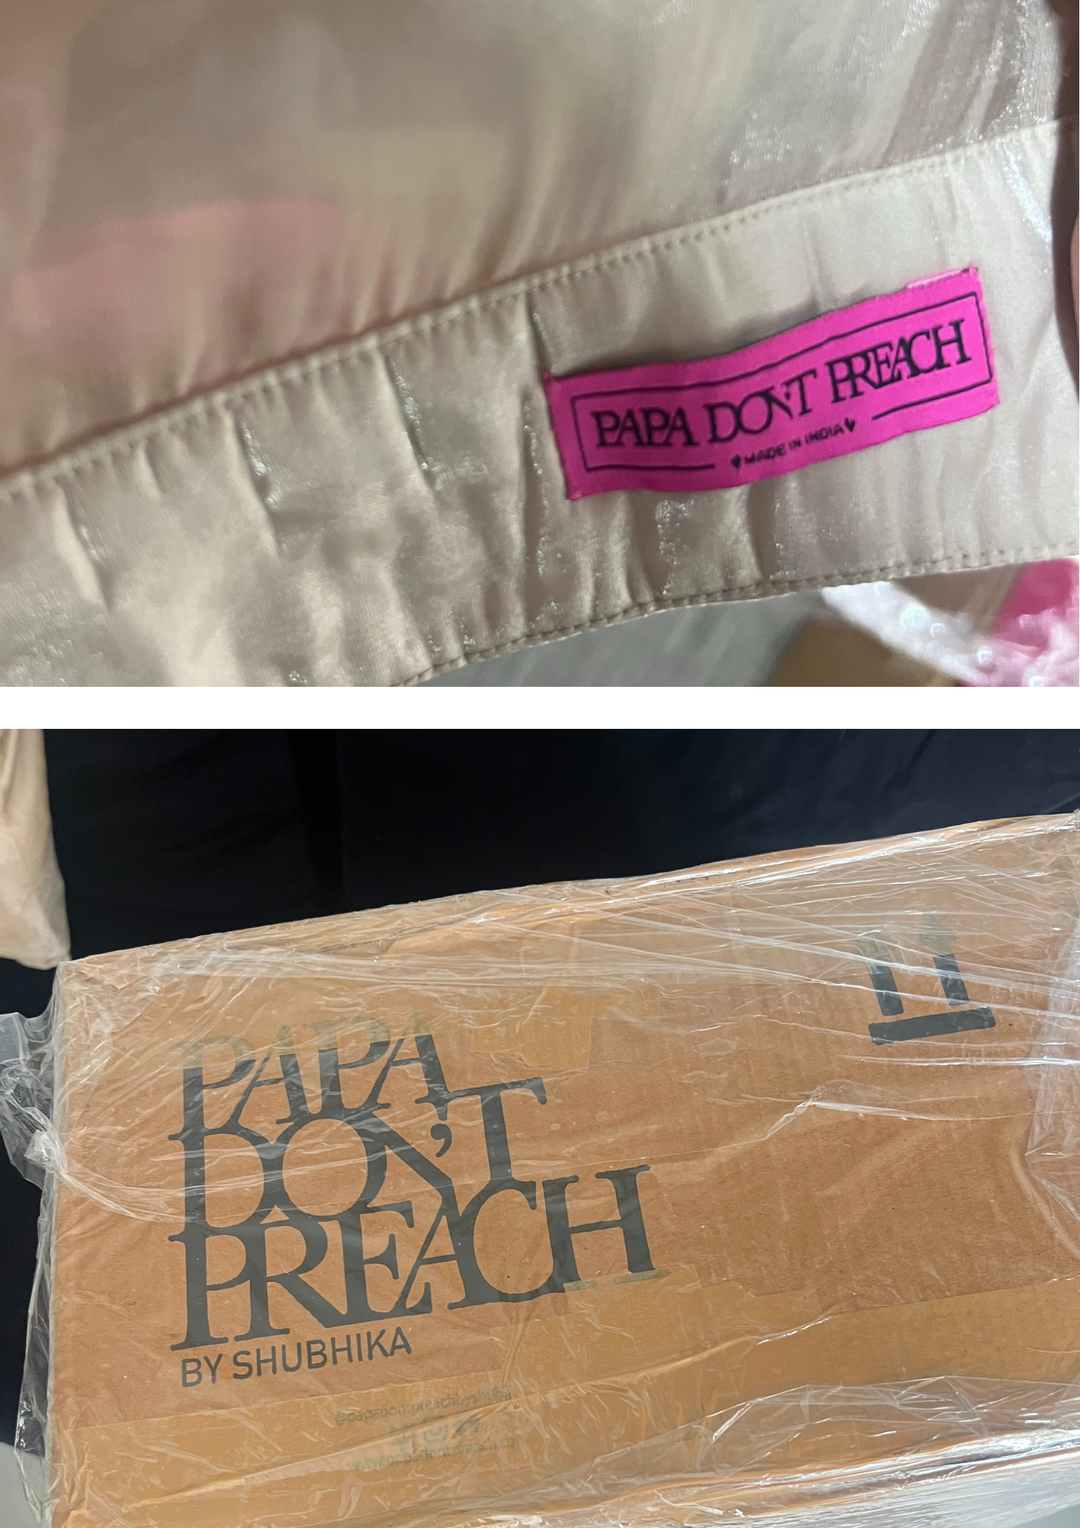 PAPA DON'T PREACH
MADE IN INDIA
PAPA
DON'T
PREACH
BY SHUBHIKA